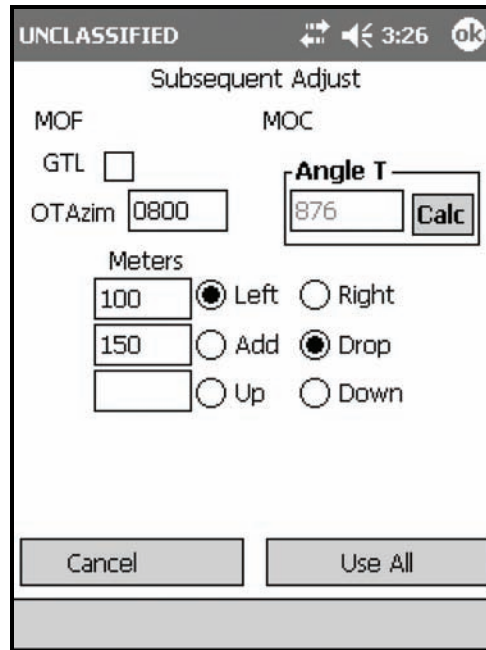 UNCLASSIFIED 3:26 ok
Subsequent Adjust
MOF MOC
GTL
Angle T
OTAzim 0800 876 Calc
Meters
100 Left Right
150 Add Drop
Up Down
Cancel Use All